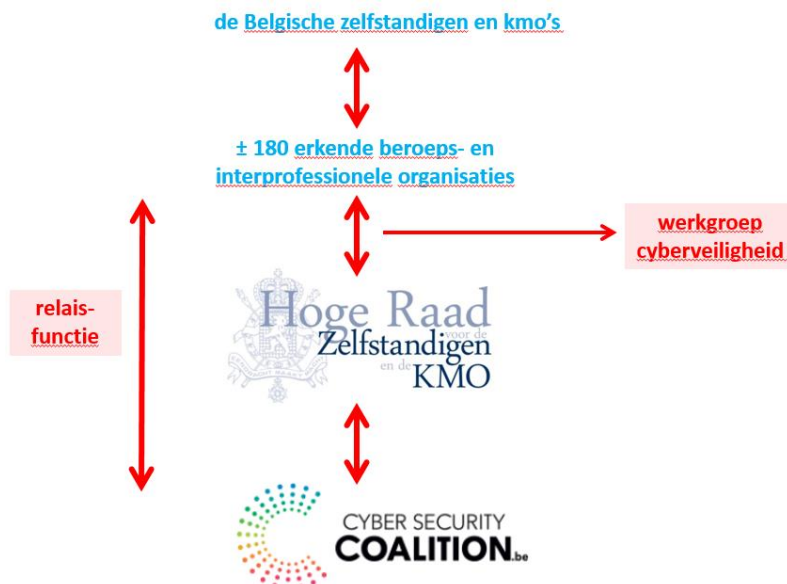 de Belgische zelfstandigen en kmo's
± 180 erkende beroeps- en
interprofessionele organisaties
werkgroep
cyberveiligheid
relais-
functie
Hoge Raad
voor de
Zelfstandigen
en de
KMO
CYBER SECURITY
COALITION.be